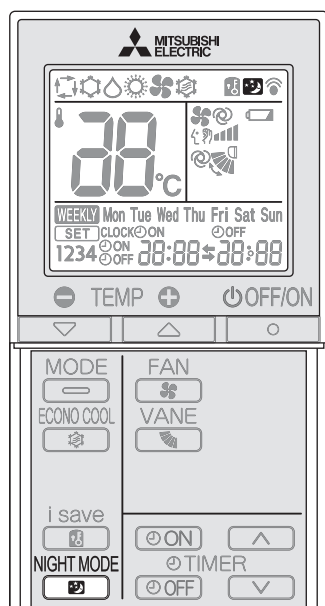 MITSUBISHI
ELECTRIC
88°C
WEEKLY Mon Tue Wed Thu Fri Sat Sun
SET CLOCK ON OFF
1234 ON OFF 88:88 88:88
TEMP OFF/ON
MODE FAN
ECONO COOL VANE
i save
ON
NIGHT MODE TIMER
OFF